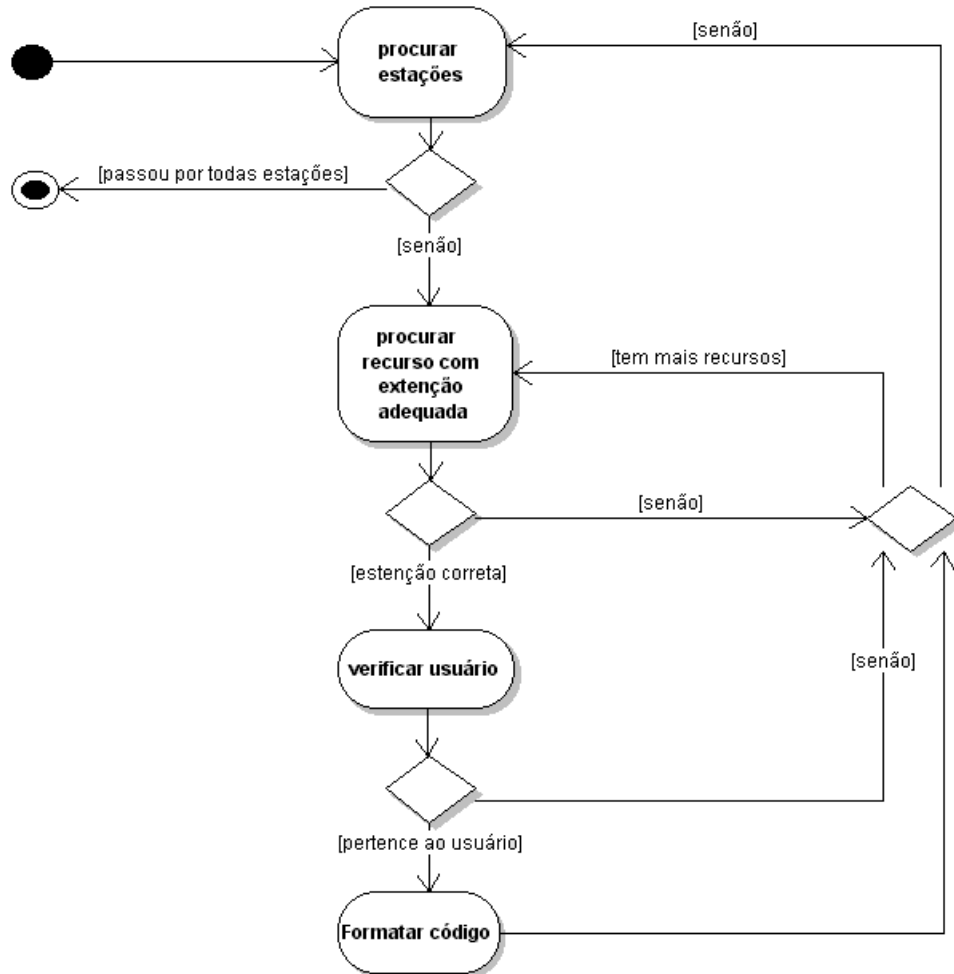 [senão]
procurar
estações
[passou por todas estações]
[senão]
procurar
recurso com
extenção
adequada
[tem mais recursos]
[senão]
[estenção correta]
verificar usuário
[senão]
[pertence ao usuário]
Formatar código